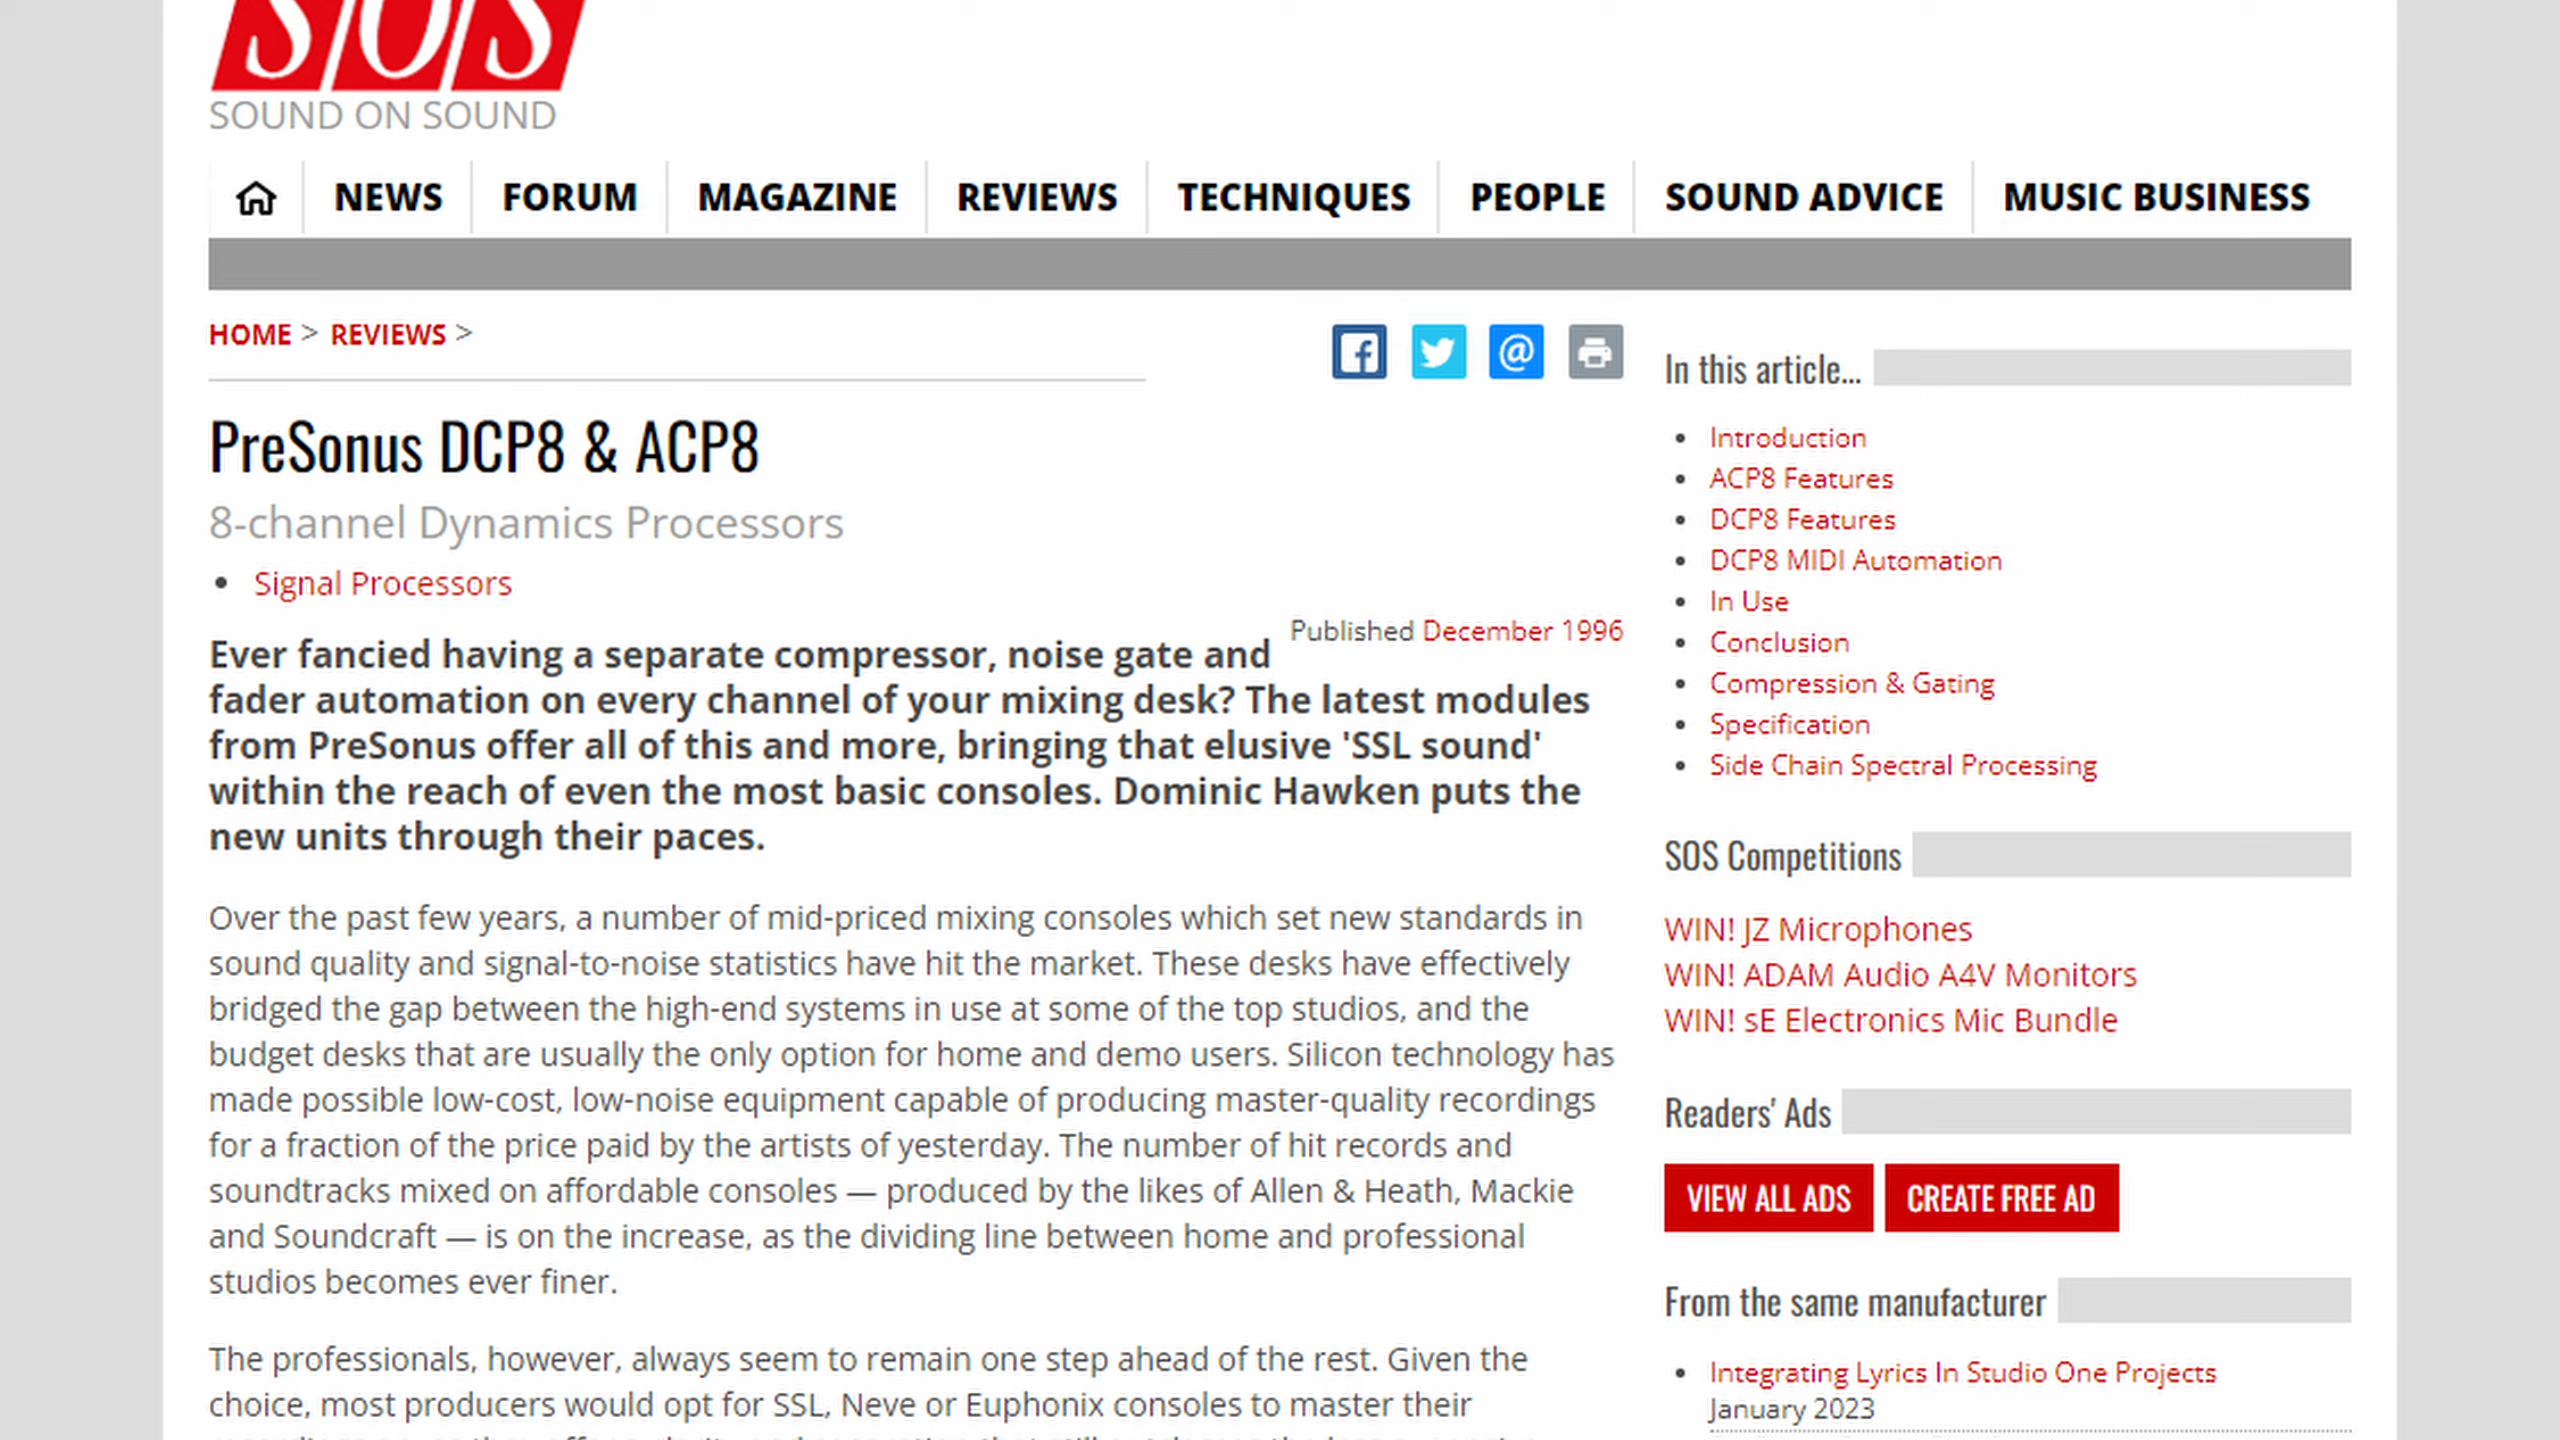 SOS
SOUND ON SOUND
NEWS
FORUM
MAGAZINE
REVIEWS
TECHNIQUES
PEOPLE
SOUND ADVICE
MUSIC BUSINESS
HOME > REVIEWS >
PreSonus DCP8 & ACP8
8-channel Dynamics Processors
• Signal Processors
Published December 1996
Ever fancied having a separate compressor, noise gate and
fader automation on every channel of your mixing desk? The latest modules
from PreSonus offer all of this and more, bringing that elusive 'SSL sound'
within the reach of even the most basic consoles. Dominic Hawken puts the
new units through their paces.
Over the past few years, a number of mid-priced mixing consoles which set new standards in
sound quality and signal-to-noise statistics have hit the market. These desks have effectively
bridged the gap between the high-end systems in use at some of the top studios, and the
budget desks that are usually the only option for home and demo users. Silicon technology has
made possible low-cost, low-noise equipment capable of producing master-quality recordings
for a fraction of the price paid by the artists of yesterday. The number of hit records and
soundtracks mixed on affordable consoles — produced by the likes of Allen & Heath, Mackie
and Soundcraft — is on the increase, as the dividing line between home and professional
studios becomes ever finer.
The professionals, however, always seem to remain one step ahead of the rest. Given the
choice, most producers would opt for SSL, Neve or Euphonix consoles to master their
In this article...
• Introduction
• ACP8 Features
• DCP8 Features
• DCP8 MIDI Automation
• In Use
• Conclusion
• Compression & Gating
• Specification
• Side Chain Spectral Processing
SOS Competitions
WIN! JZ Microphones
WIN! ADAM Audio A4V Monitors
WIN! sE Electronics Mic Bundle
Readers' Ads
VIEW ALL ADS
CREATE FREE AD
From the same manufacturer
• Integrating Lyrics In Studio One Projects
January 2023